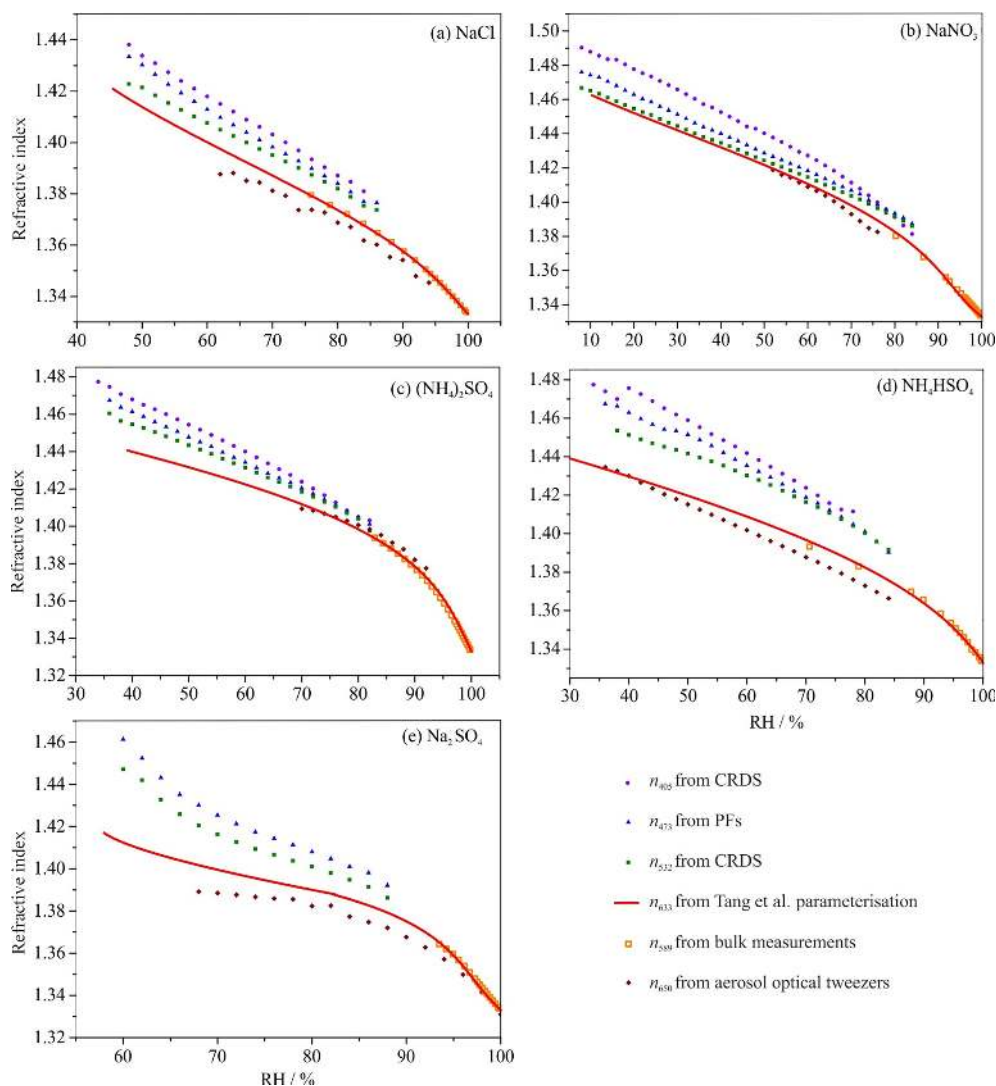 (a) NaCl
1.44
1.42
1.40
1.38
1.36
1.34
40 50 60 70 80 90 100
Refractive index
(b) NaNO3
1.50
1.48
1.46
1.44
1.42
1.40
1.38
1.36
1.34
10 20 30 40 50 60 70 80 90 100
(c) (NH4)2SO4
1.48
1.46
1.44
1.42
1.40
1.38
1.36
1.34
1.32
30 40 50 60 70 80 90 100
Refractive index
(d) NH4HSO4
1.48
1.46
1.44
1.42
1.40
1.38
1.36
1.34
30 40 50 60 70 80 90 100
RH / %
(e) Na2SO4
1.46
1.44
1.42
1.40
1.38
1.36
1.34
1.32
60 70 80 90 100
Refractive index
RH / %
n405 from CRDS
n473 from PFs
n532 from CRDS
n633 from Tang et al. parameterisation
n589 from bulk measurements
n650 from aerosol optical tweezers